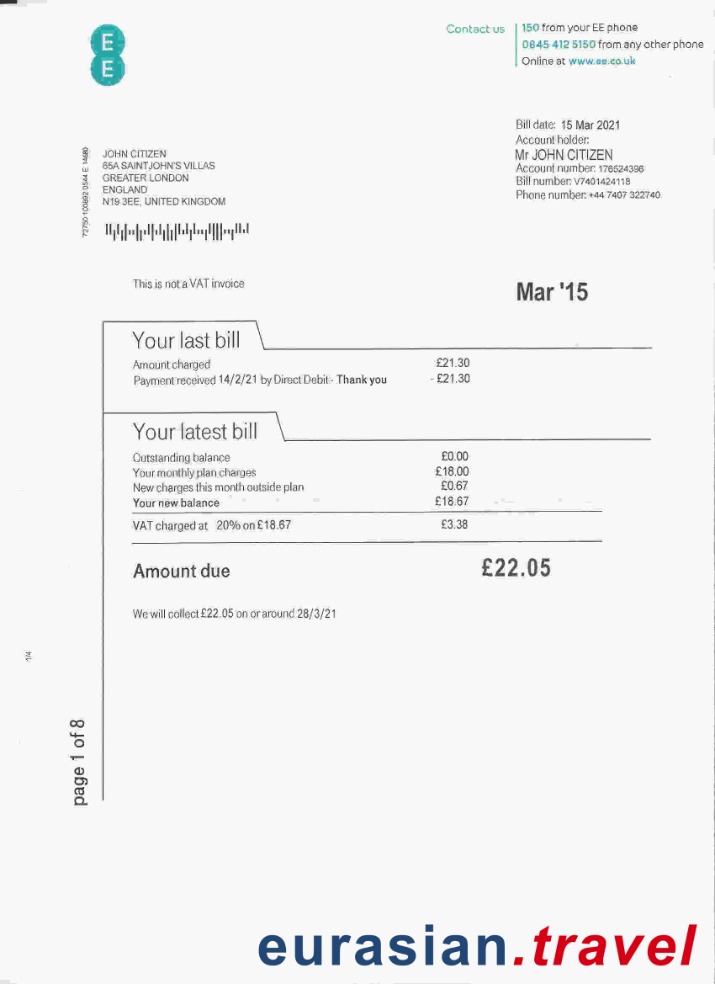 EE
Contact us
150 from your EE phone
0845 412 5150 from any other phone
Online at www.ee.co.uk
Bill date: 15 Mar 2021
Account holder:
Mr JOHN CITIZEN
Account number: 176524396
Bill number: V7401424118
Phone number: +44 7407 322740
JOHN CITIZEN
65A SAINT JOHN'S VILLAS
GREATER LONDON
ENGLAND
N19 3EE, UNITED KINGDOM
This is not a VAT invoice
Mar '15
Your last bill
Amount charged £21.30
Payment received 14/2/21 by Direct Debit - Thank you - £21.30
Your latest bill
Outstanding balance £0.00
Your monthly plan charges £18.00
New charges this month outside plan £0.67
Your new balance £18.67
VAT charged at 20% on £18.67 £3.38
Amount due £22.05
We will collect £22.05 on or around 28/3/21
1/4
page 1 of 8
eurasian.travel